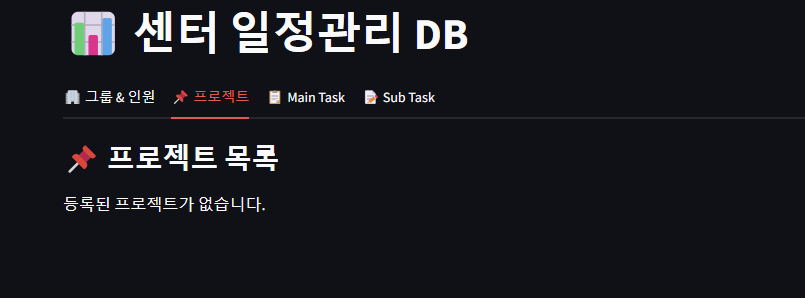 센터 일정관리 DB
그룹 & 인원 프로젝트 Main Task Sub Task
프로젝트 목록
등록된 프로젝트가 없습니다.